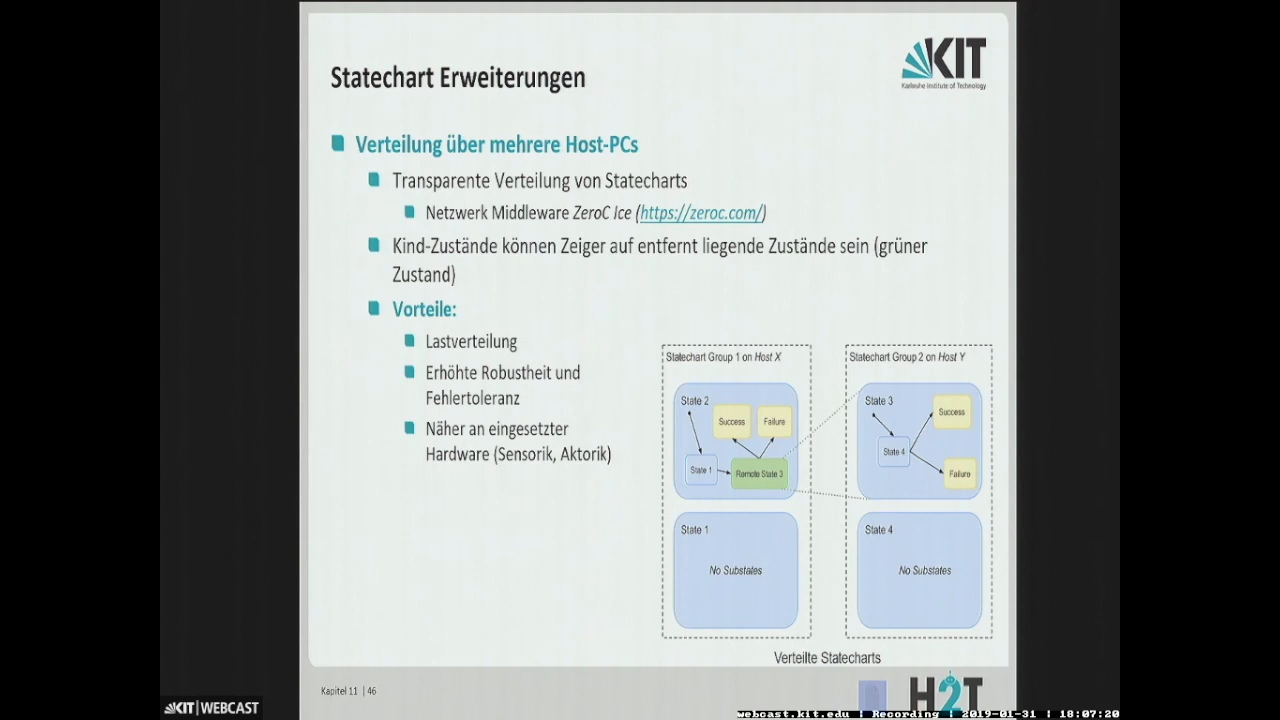 Statechart Erweiterungen
KIT
Karlsruhe Institute of Technology
Verteilung über mehrere Host-PCs
Transparente Verteilung von Statecharts
Netzwerk Middleware ZeroC Ice (https://zeroc.com/)
Kind-Zustände können Zeiger auf entfernt liegende Zustände sein (grüner
Zustand)
Vorteile:
Lastverteilung
Erhöhte Robustheit und
Fehlertoleranz
Näher an eingesetzter
Hardware (Sensorik, Aktorik)
Statechart Group 1 on Host X
State 2
Success
Failure
State 1
Remote State 3
State 1
No Substates
Statechart Group 2 on Host Y
State 3
Success
State 4
Failure
State 4
No Substates
Verteilte Statecharts
Kapitel 11 | 46
H2T
KIT | WEBCAST
webcast.kit.edu | Recording | 2019-01-31 | 18:07:20